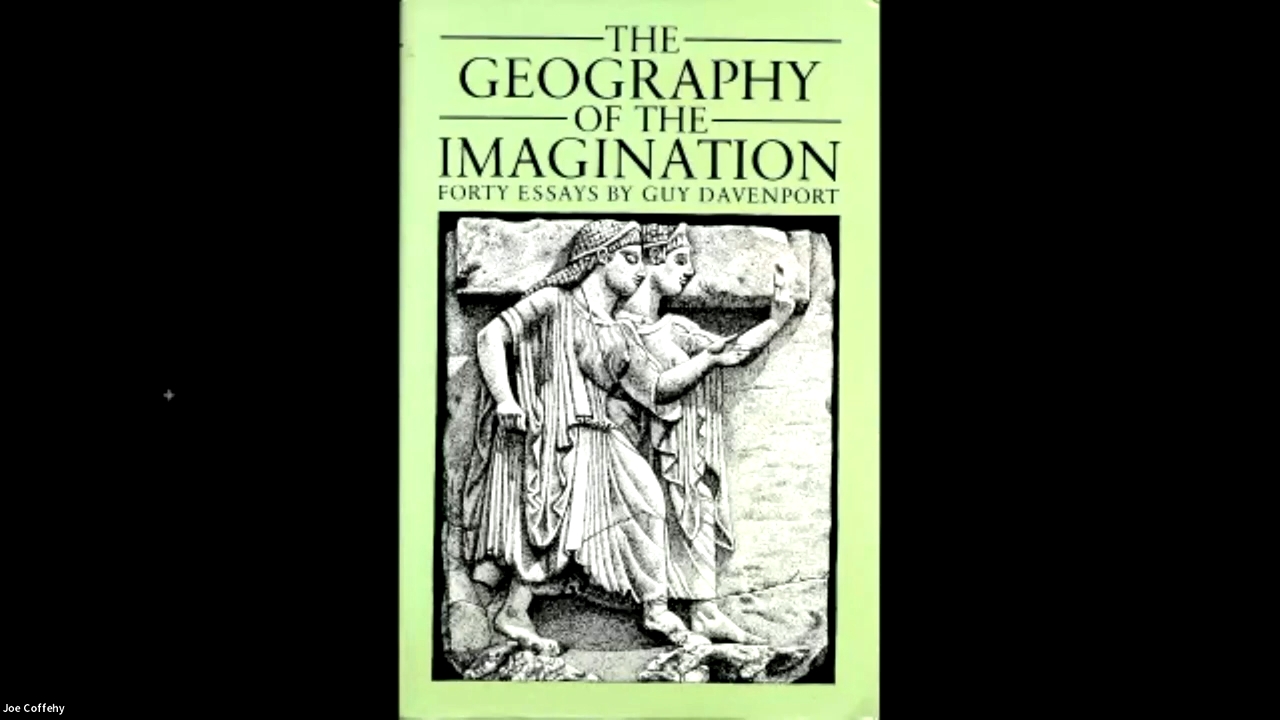 THE
GEOGRAPHY
OF THE
IMAGINATION
FORTY ESSAYS BY GUY DAVENPORT
Joe Coffehy